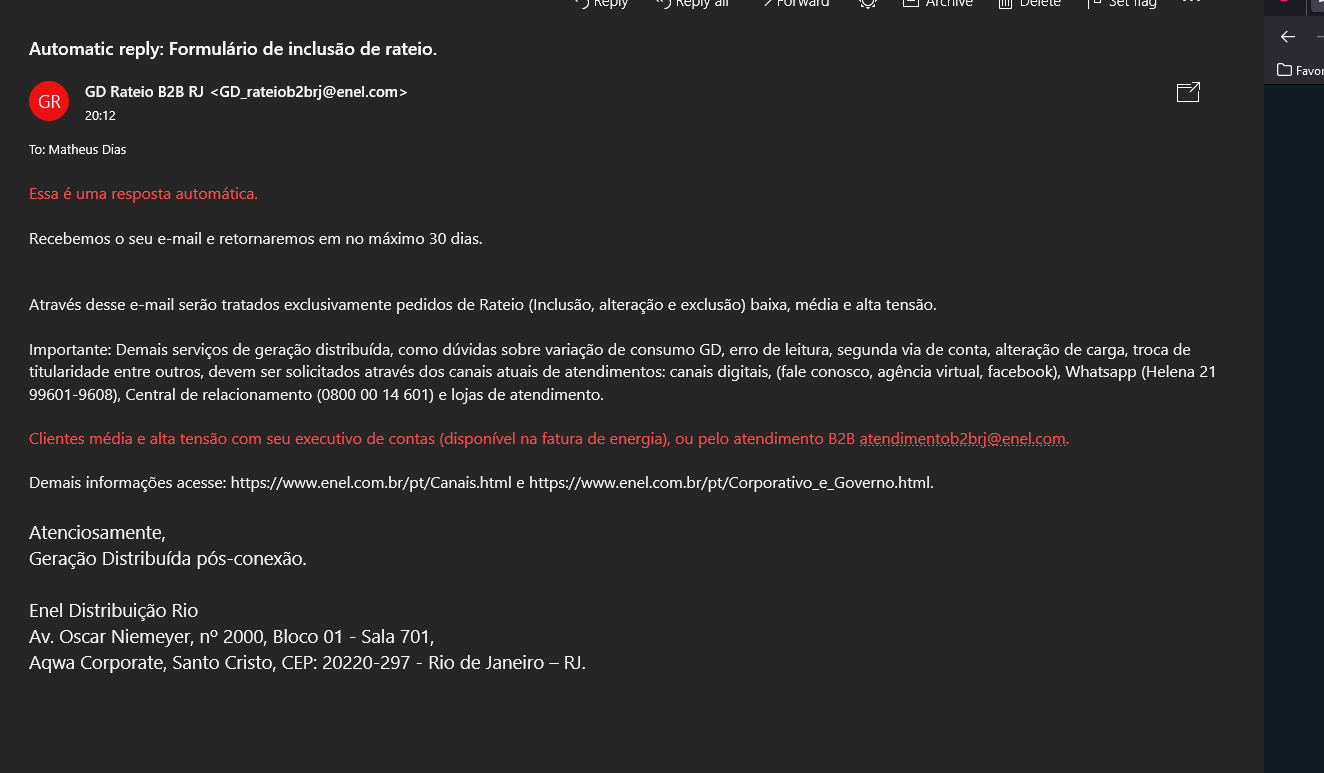 Reply
Reply all
Forward
Archive
Delete
Set flag
Automatic reply: Formulário de inclusão de rateio.
GR
GD Rateio B2B RJ <GD_rateiob2brj@enel.com>
20:12
To: Matheus Dias
Essa é uma resposta automática.
Recebemos o seu e-mail e retornaremos em no máximo 30 dias.
Através desse e-mail serão tratados exclusivamente pedidos de Rateio (Inclusão, alteração e exclusão) baixa, média e alta tensão.
Importante: Demais serviços de geração distribuída, como dúvidas sobre variação de consumo GD, erro de leitura, segunda via de conta, alteração de carga, troca de
titularidade entre outros, devem ser solicitados através dos canais atuais de atendimentos: canais digitais, (fale conosco, agência virtual, facebook), Whatsapp (Helena 21
99601-9608), Central de relacionamento (0800 00 14 601) e lojas de atendimento.
Clientes média e alta tensão com seu executivo de contas (disponível na fatura de energia), ou pelo atendimento B2B atendimentob2brj@enel.com.
Demais informações acesse: https://www.enel.com.br/pt/Canais.html e https://www.enel.com.br/pt/Corporativo_e_Governo.html.
Atenciosamente,
Geração Distribuída pós-conexão.
Enel Distribuição Rio
Av. Oscar Niemeyer, nº 2000, Bloco 01 - Sala 701,
Aqwa Corporate, Santo Cristo, CEP: 20220-297 - Rio de Janeiro – RJ.
Favor